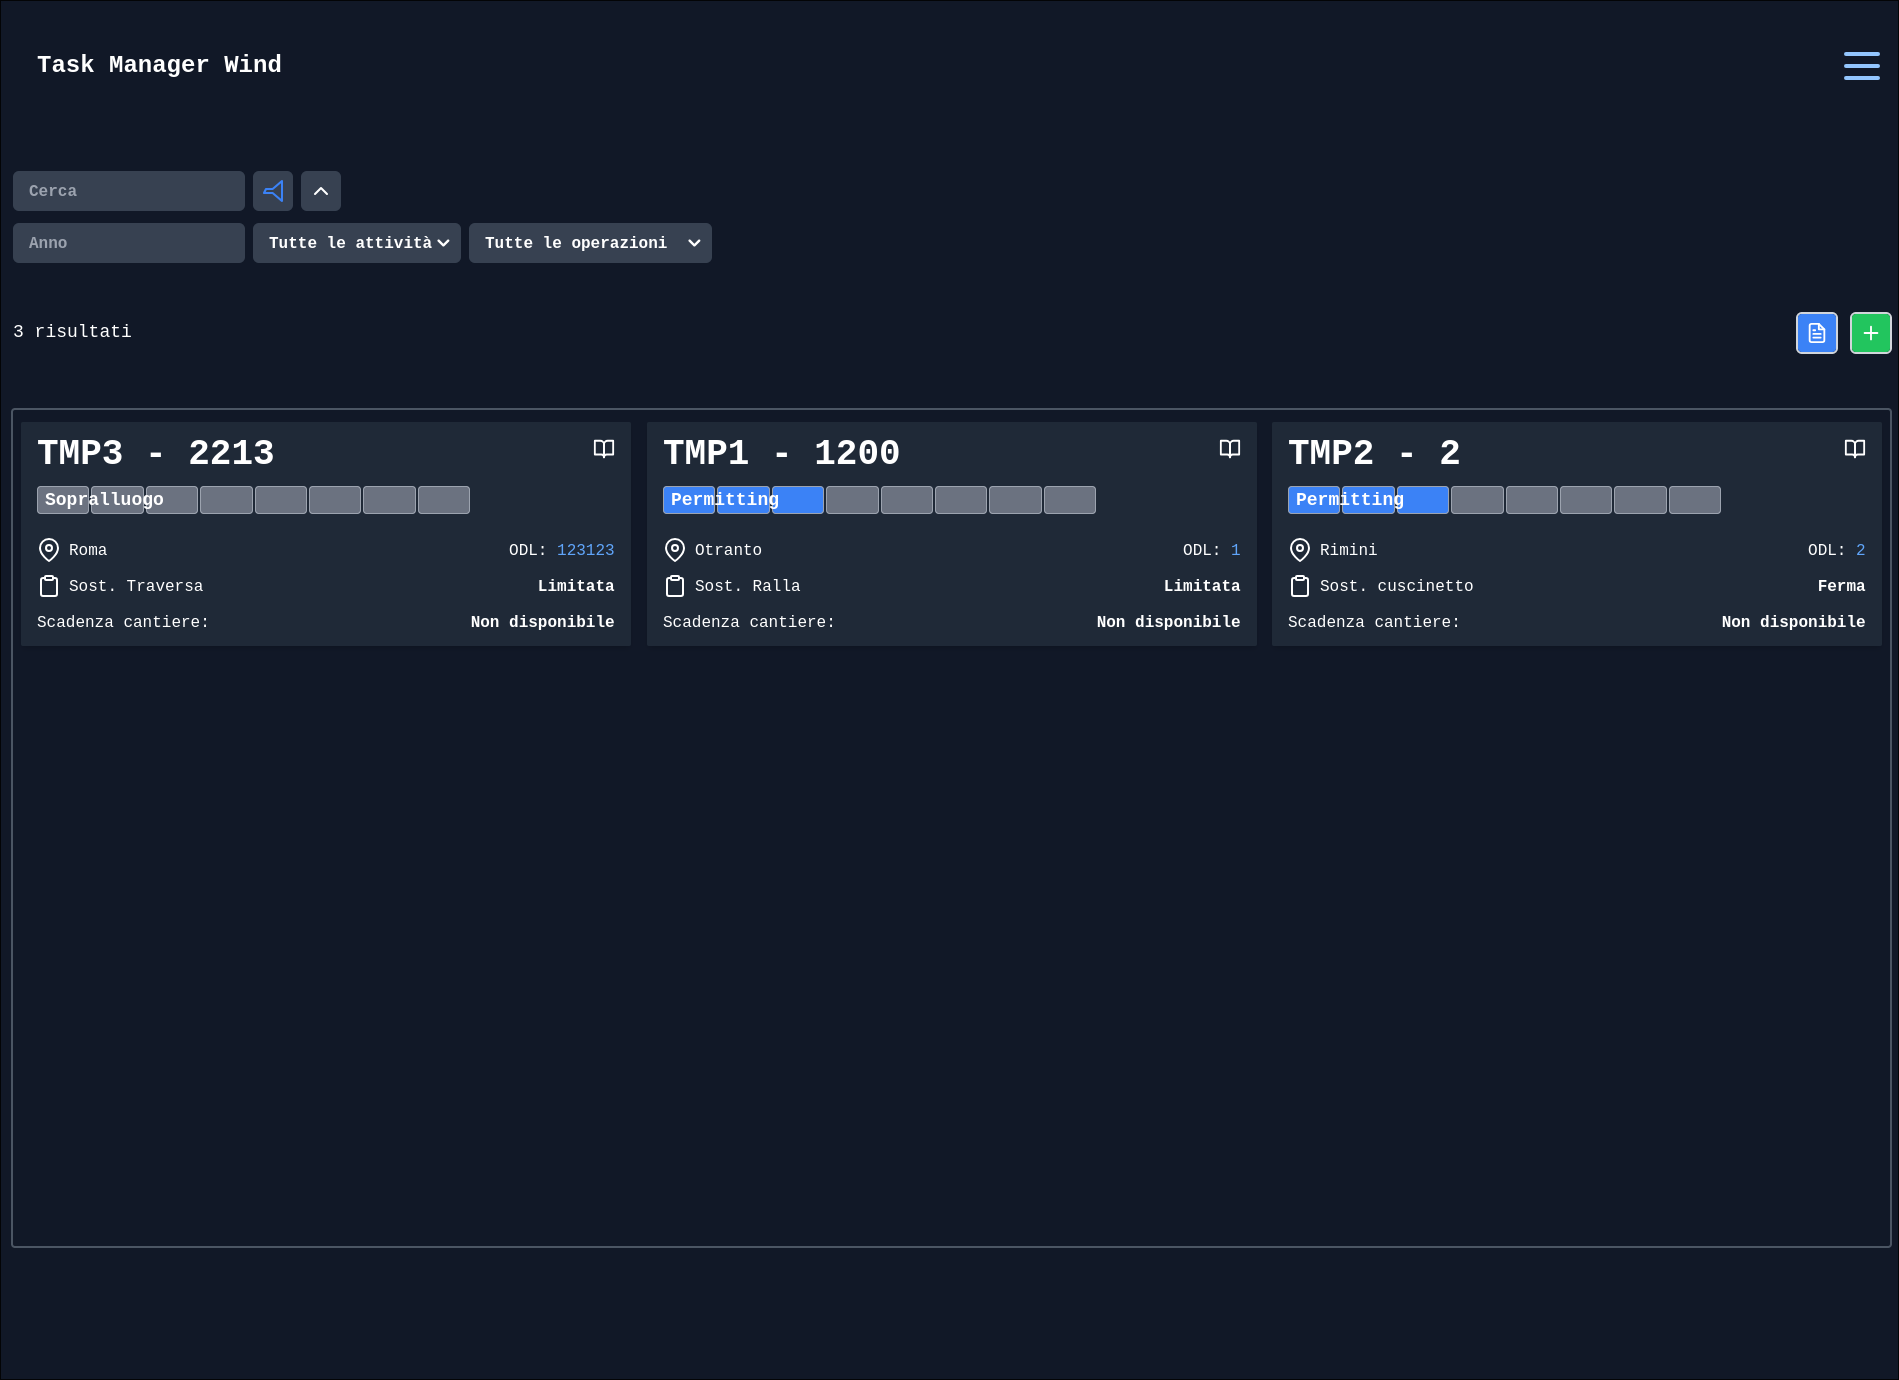 Task Manager Wind
Cerca
Anno
Tutte le attività
Tutte le operazioni
3 risultati
TMP3 - 2213
Sopralluogo
Roma
ODL: 123123
Sost. Traversa
Limitata
Scadenza cantiere:
Non disponibile
TMP1 - 1200
Permitting
Otranto
ODL: 1
Sost. Ralla
Limitata
Scadenza cantiere:
Non disponibile
TMP2 - 2
Permitting
Rimini
ODL: 2
Sost. cuscinetto
Ferma
Scadenza cantiere:
Non disponibile